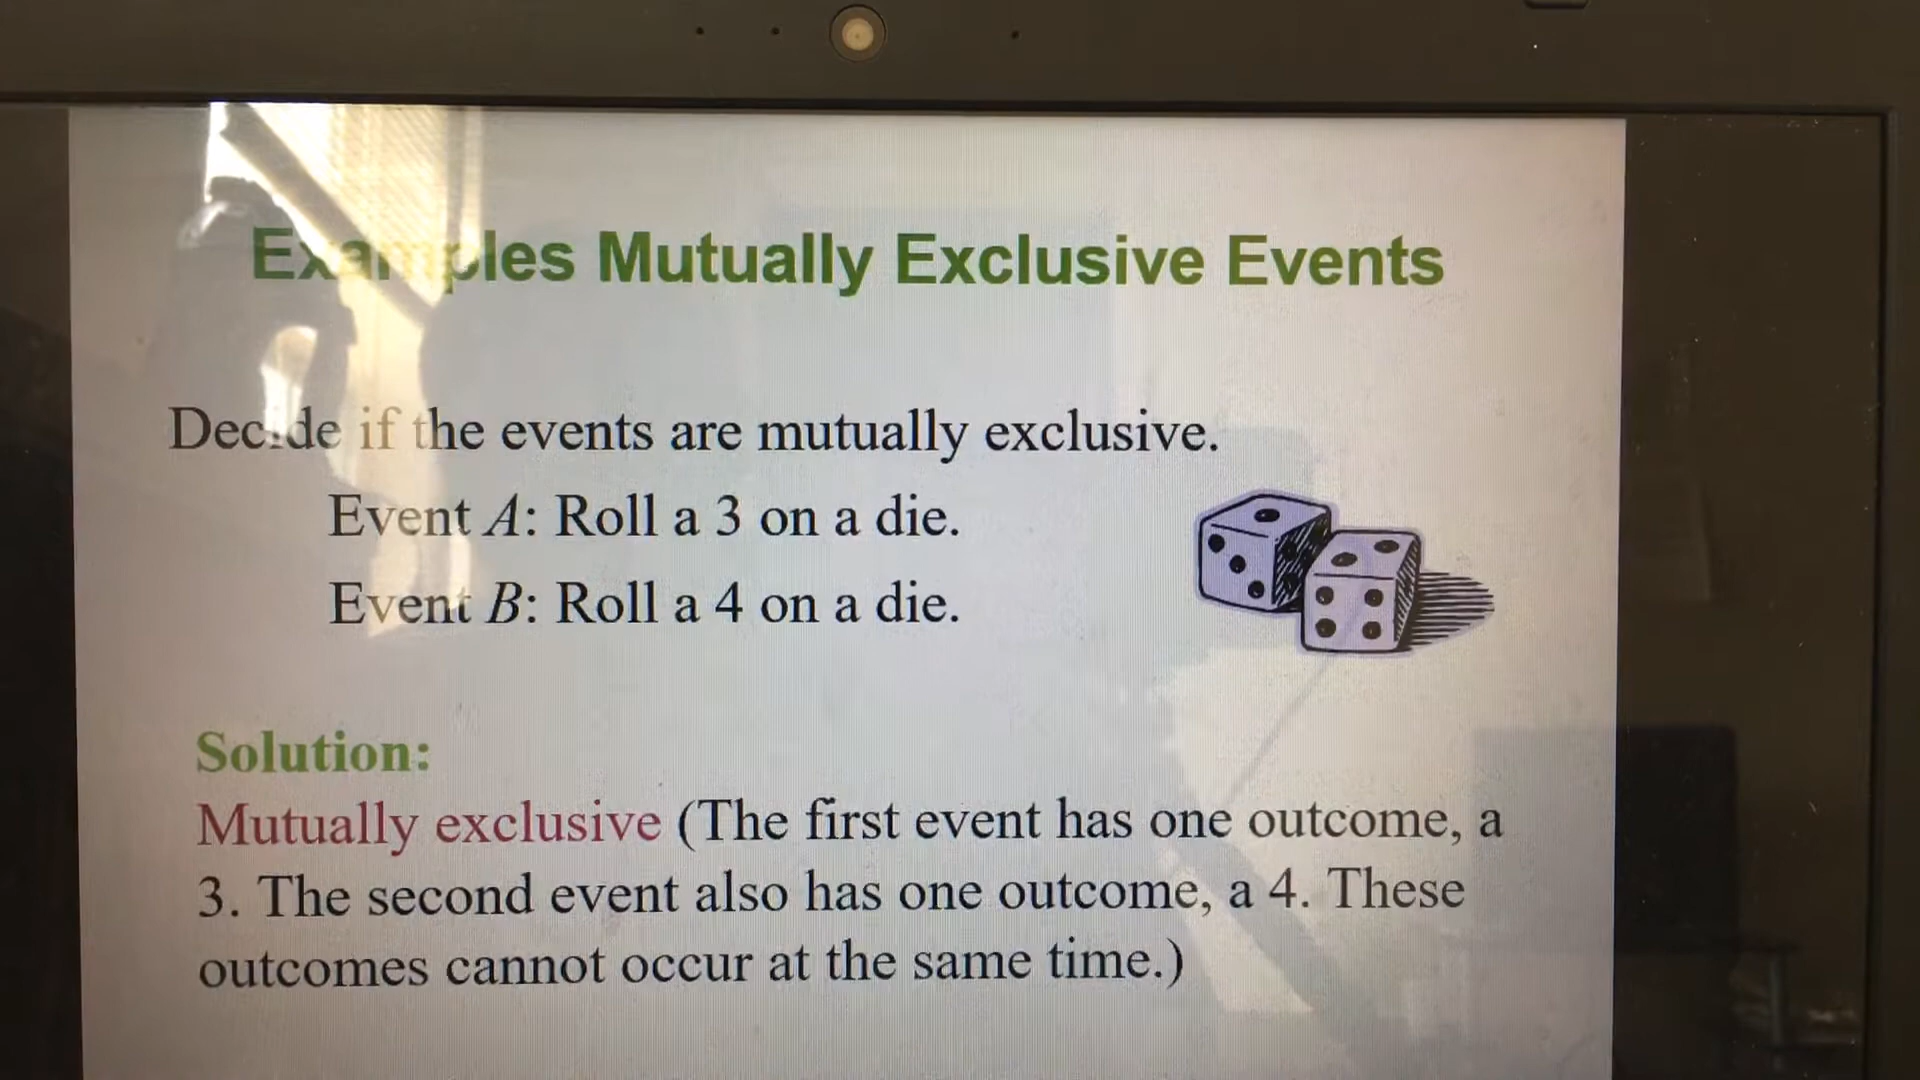 Examples Mutually Exclusive Events
Decide if the events are mutually exclusive.
Event A: Roll a 3 on a die.
Event B: Roll a 4 on a die.
Solution:
Mutually exclusive (The first event has one outcome, a
3. The second event also has one outcome, a 4. These
outcomes cannot occur at the same time.)